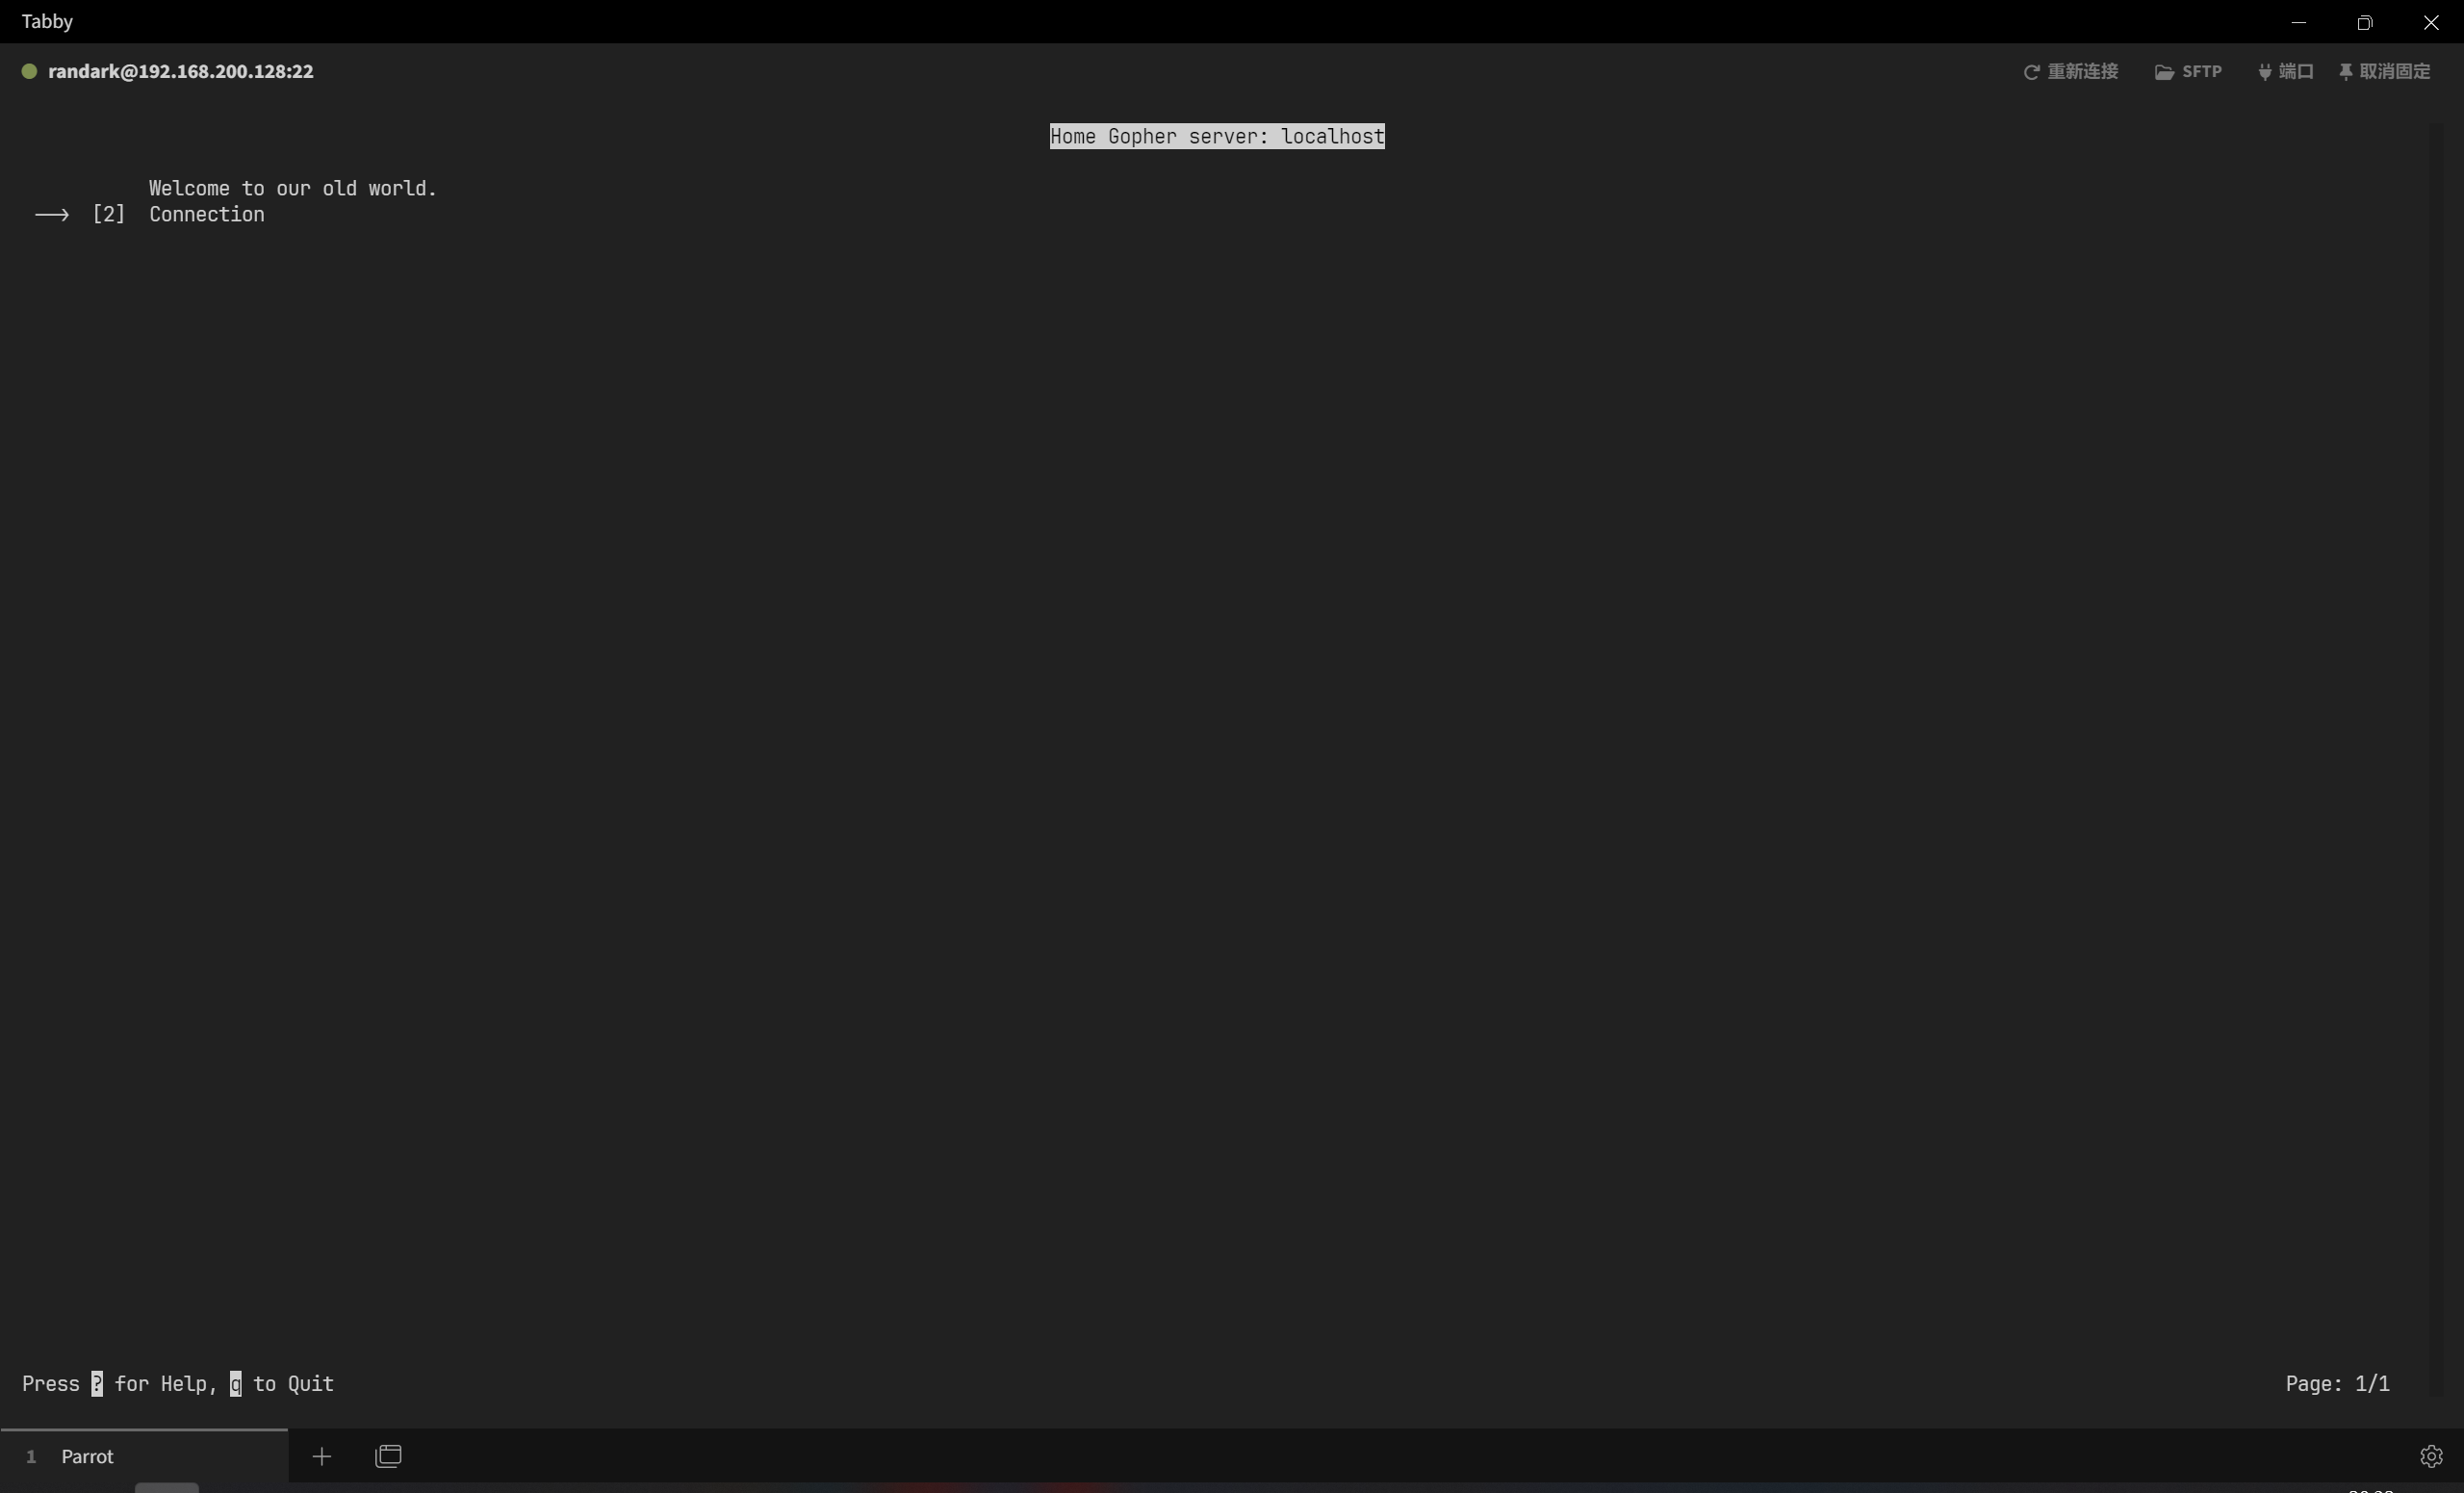 Tabby
randark@192.168.200.128:22
重新连接 SFTP 端口 取消固定
Home Gopher server: localhost
Welcome to our old world.
--> [2] Connection
Press ? for Help, q to Quit
Page: 1/1
1 Parrot